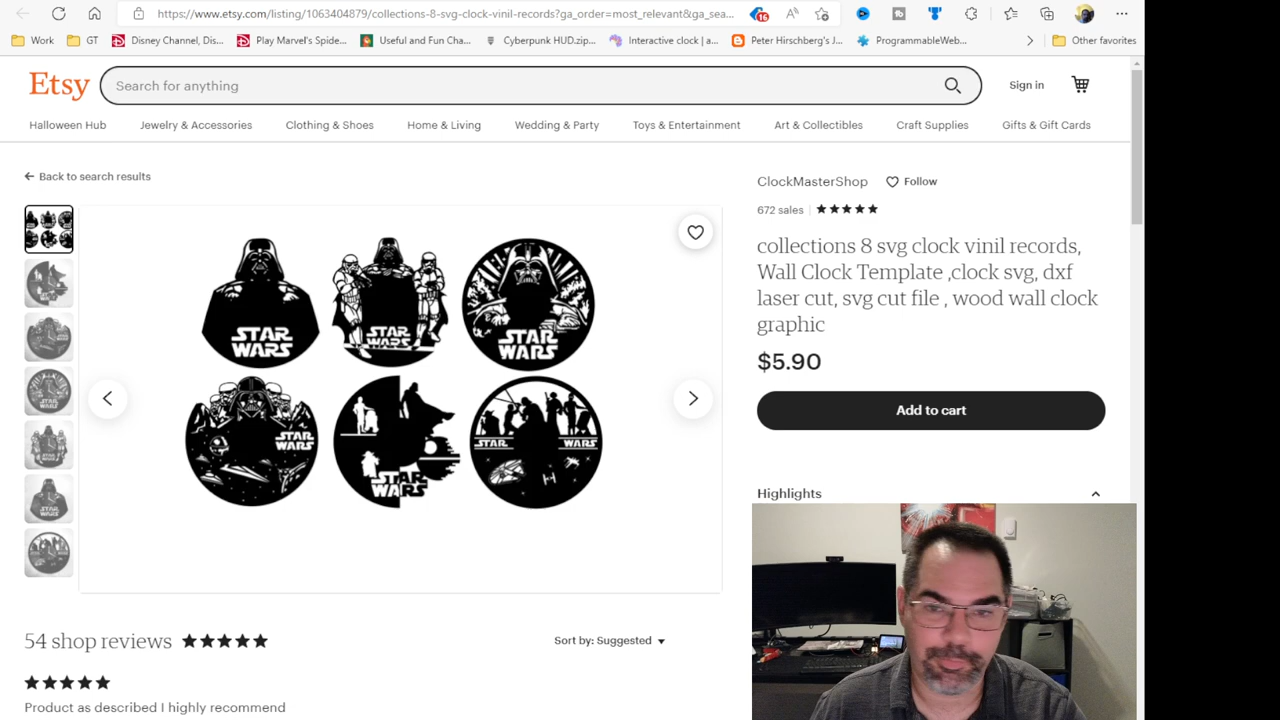 https://www.etsy.com/listing/1063404879/collections-8-svg-clock-vinil-records?ga_order=most_relevant&ga_sea...
16
Work
GT
Disney Channel, Dis...
Play Marvel's Spide...
Useful and Fun Cha...
Cyberpunk HUD.zip...
Interactive clock | a...
Peter Hirschberg's J...
ProgrammableWeb...
Other favorites
Etsy
Search for anything
Sign in
Halloween Hub
Jewelry & Accessories
Clothing & Shoes
Home & Living
Wedding & Party
Toys & Entertainment
Art & Collectibles
Craft Supplies
Gifts & Gift Cards
Back to search results
STAR WARS
STAR WARS
STAR WARS
STAR WARS
STAR WARS
STAR WARS
ClockMasterShop
Follow
672 sales
collections 8 svg clock vinil records,
Wall Clock Template ,clock svg, dxf
laser cut, svg cut file , wood wall clock
graphic
$5.90
Add to cart
Highlights
54 shop reviews
Sort by: Suggested
Product as described I highly recommend